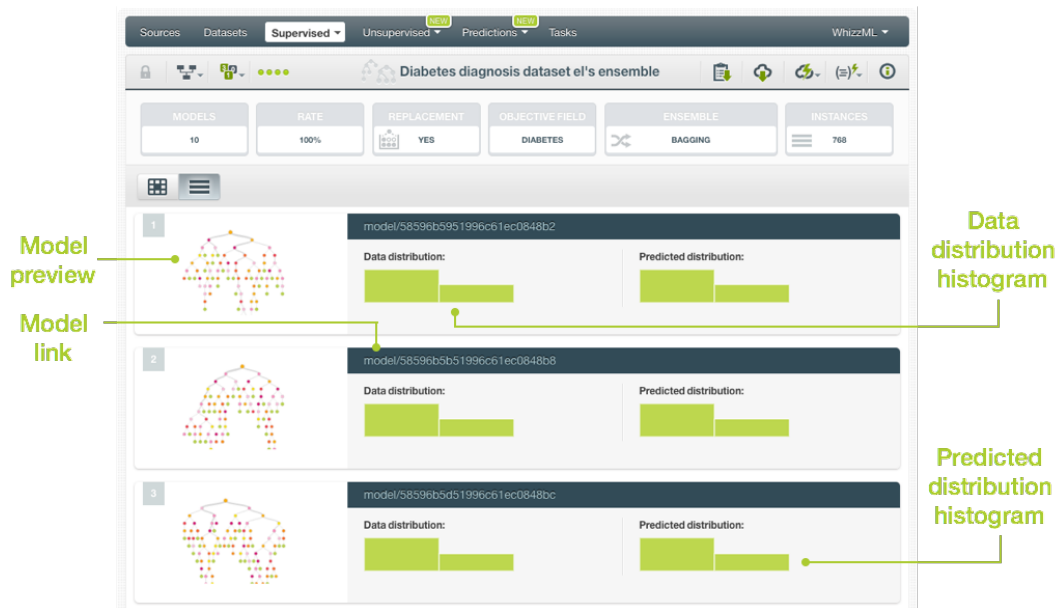 NEW NEW
Sources Datasets Supervised Unsupervised Predictions Tasks WhizzML
Diabetes diagnosis dataset el's ensemble
MODELS RATE REPLACEMENT OBJECTIVE FIELD ENSEMBLE INSTANCES
10 100% YES DIABETES BAGGING 768
1
model/58596b5951996c61ec0848b2
Data distribution: Predicted distribution:
Model
preview
Data
distribution
histogram
Model
link
2
model/58596b5b51996c61ec0848b8
Data distribution: Predicted distribution:
Predicted
distribution
histogram
3
model/58596b5d51996c61ec0848bc
Data distribution: Predicted distribution: